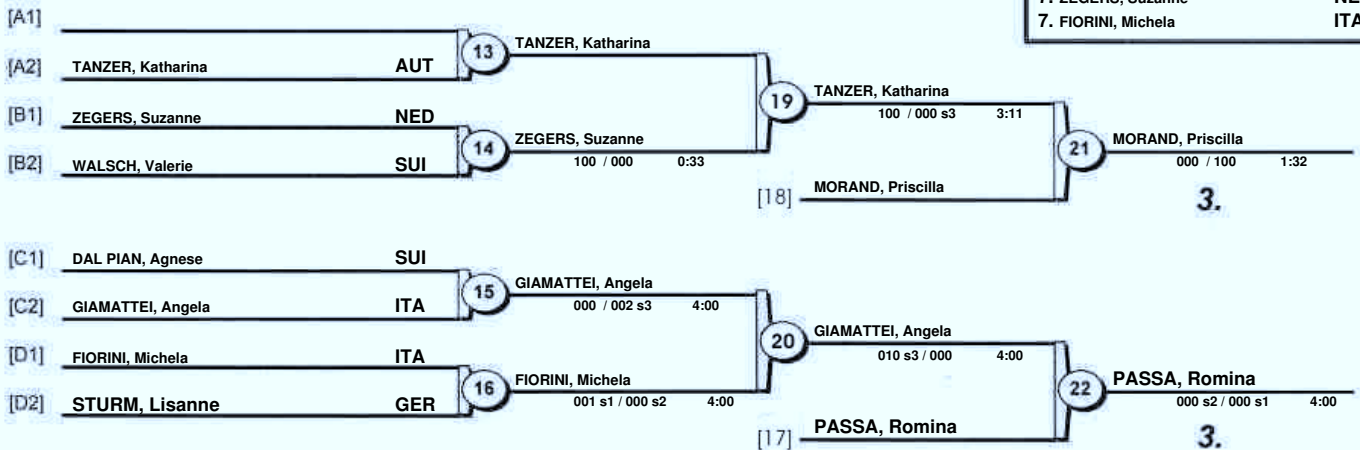 7. ZEGERS, Suzanne NE
7. FIORINI, Michela ITA
[A1]
[A2] TANZER, Katharina AUT
13 TANZER, Katharina
[B1] ZEGERS, Suzanne NED
[B2] WALSCH, Valerie SUI
14 ZEGERS, Suzanne
100 / 000 0:33
19 TANZER, Katharina
100 / 000 s3 3:11
[18] MORAND, Priscilla
21 MORAND, Priscilla
000 / 100 1:32
3.
[C1] DAL PIAN, Agnese SUI
[C2] GIAMATTEI, Angela ITA
15 GIAMATTEI, Angela
000 / 002 s3 4:00
[D1] FIORINI, Michela ITA
[D2] STURM, Lisanne GER
16 FIORINI, Michela
001 s1 / 000 s2 4:00
20 GIAMATTEI, Angela
010 s3 / 000 4:00
[17] PASSA, Romina
22 PASSA, Romina
000 s2 / 000 s1 4:00
3.